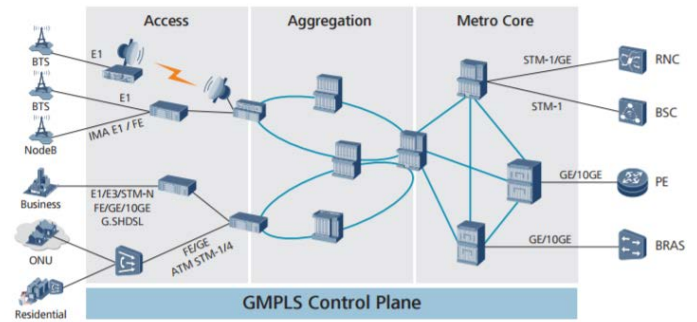 Access
Aggregation
Metro Core
BTS
E1
BTS
E1
NodeB
IMA E1 / FE
Business
E1/E3/STM-N
FE/GE/10GE
G.SHDSL
ONU
FE/GE
ATM STM-1/4
Residential
STM-1/GE
RNC
STM-1
BSC
GE/10GE
PE
GE/10GE
BRAS
GMPLS Control Plane